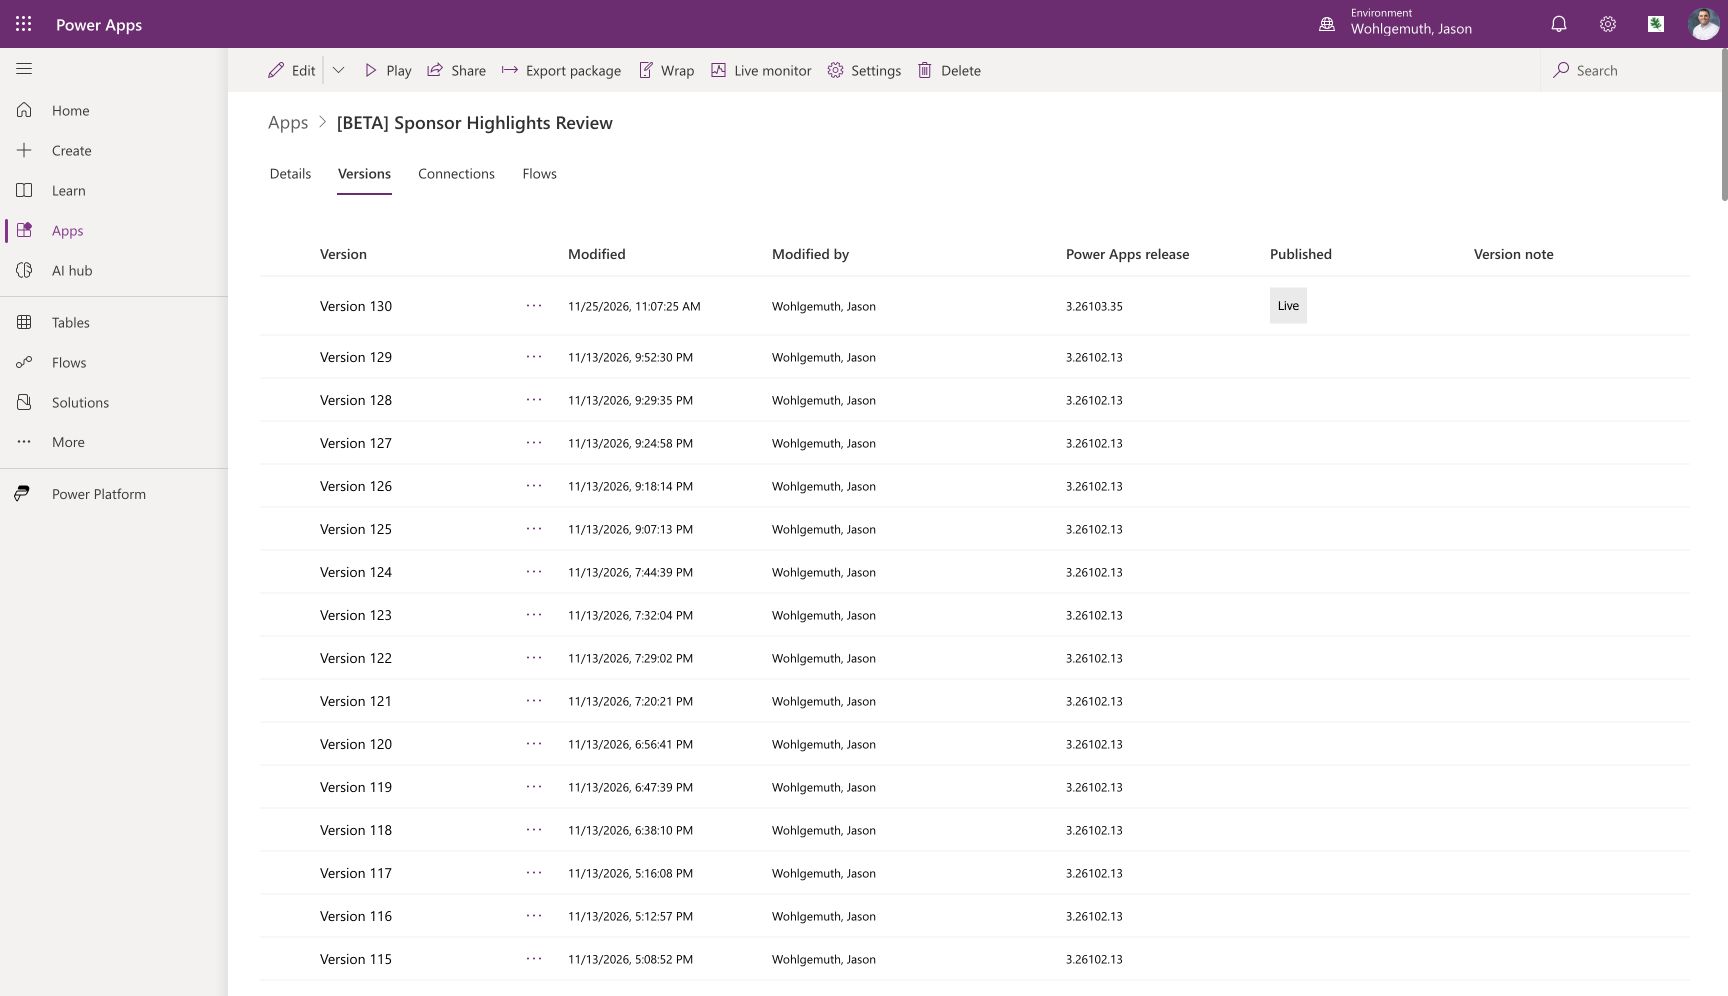 Power Apps
Environment
Wohlgemuth, Jason
Edit Play Share Export package Wrap Live monitor Settings Delete Search
Home
Create
Learn
Apps
AI hub
Tables
Flows
Solutions
More
Power Platform
Apps > [BETA] Sponsor Highlights Review
Details Versions Connections Flows
Version Modified Modified by Power Apps release Published Version note
Version 130 ... 11/25/2026, 11:07:25 AM Wohlgemuth, Jason 3.26103.35 Live
Version 129 ... 11/13/2026, 9:52:30 PM Wohlgemuth, Jason 3.26102.13
Version 128 ... 11/13/2026, 9:29:35 PM Wohlgemuth, Jason 3.26102.13
Version 127 ... 11/13/2026, 9:24:58 PM Wohlgemuth, Jason 3.26102.13
Version 126 ... 11/13/2026, 9:18:14 PM Wohlgemuth, Jason 3.26102.13
Version 125 ... 11/13/2026, 9:07:13 PM Wohlgemuth, Jason 3.26102.13
Version 124 ... 11/13/2026, 7:44:39 PM Wohlgemuth, Jason 3.26102.13
Version 123 ... 11/13/2026, 7:32:04 PM Wohlgemuth, Jason 3.26102.13
Version 122 ... 11/13/2026, 7:29:02 PM Wohlgemuth, Jason 3.26102.13
Version 121 ... 11/13/2026, 7:20:21 PM Wohlgemuth, Jason 3.26102.13
Version 120 ... 11/13/2026, 6:56:41 PM Wohlgemuth, Jason 3.26102.13
Version 119 ... 11/13/2026, 6:47:39 PM Wohlgemuth, Jason 3.26102.13
Version 118 ... 11/13/2026, 6:38:10 PM Wohlgemuth, Jason 3.26102.13
Version 117 ... 11/13/2026, 5:16:08 PM Wohlgemuth, Jason 3.26102.13
Version 116 ... 11/13/2026, 5:12:57 PM Wohlgemuth, Jason 3.26102.13
Version 115 ... 11/13/2026, 5:08:52 PM Wohlgemuth, Jason 3.26102.13